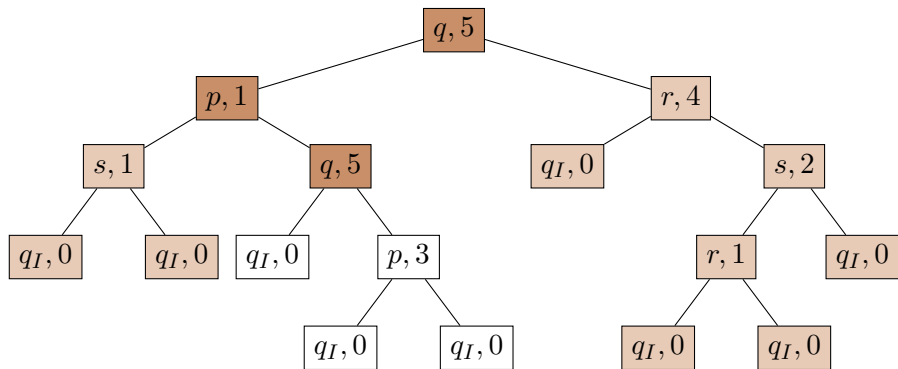 q, 5
p, 1 r, 4
s, 1 q, 5 q_I, 0 s, 2
q_I, 0 q_I, 0 q_I, 0 p, 3 r, 1 q_I, 0
q_I, 0 q_I, 0 q_I, 0 q_I, 0